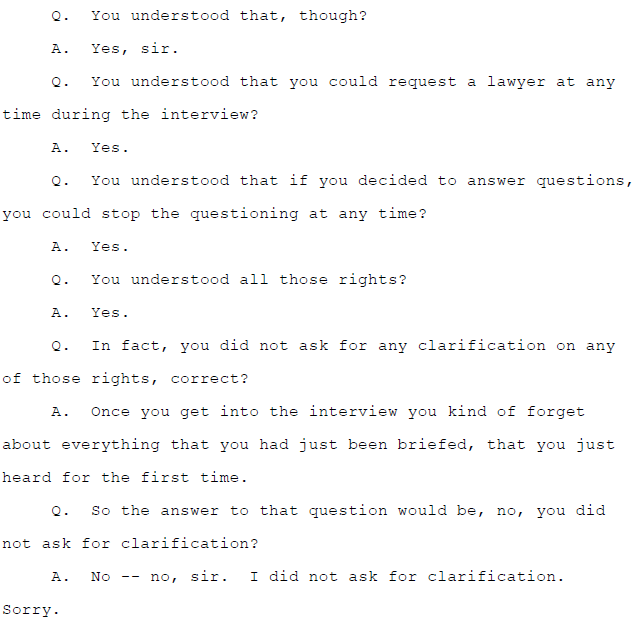 Q. You understood that, though?
A. Yes, sir.
Q. You understood that you could request a lawyer at any
time during the interview?
A. Yes.
Q. You understood that if you decided to answer questions,
you could stop the questioning at any time?
A. Yes.
Q. You understood all those rights?
A. Yes.
Q. In fact, you did not ask for any clarification on any
of those rights, correct?
A. Once you get into the interview you kind of forget
about everything that you had just been briefed, that you just
heard for the first time.
Q. So the answer to that question would be, no, you did
not ask for clarification?
A. No -- no, sir. I did not ask for clarification.
Sorry.